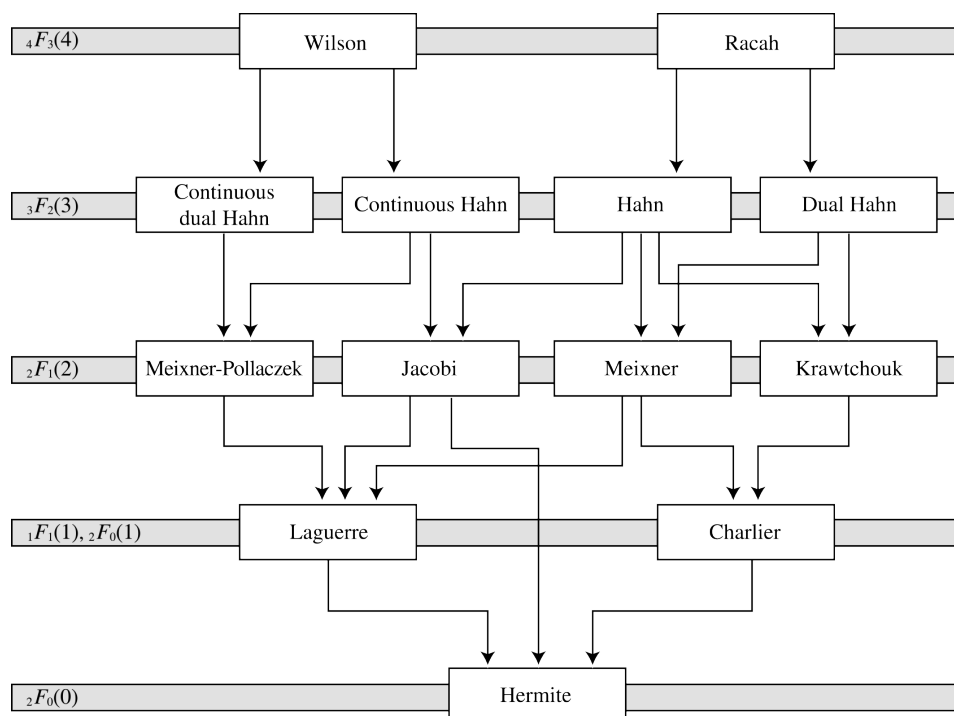 ₄F₃(4)
Wilson
Racah
₃F₂(3)
Continuous
dual Hahn
Continuous Hahn
Hahn
Dual Hahn
₂F₁(2)
Meixner-Pollaczek
Jacobi
Meixner
Krawtchouk
₁F₁(1), ₂F₀(1)
Laguerre
Charlier
₂F₀(0)
Hermite